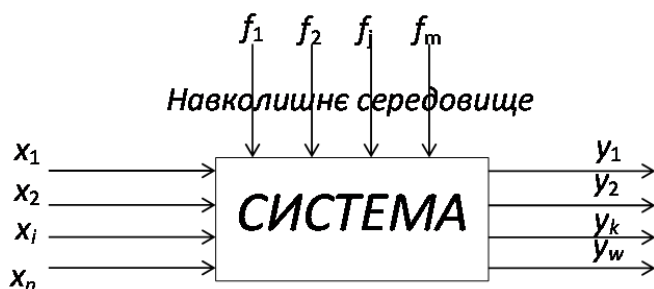 f1 f2 fj fm
Навколишнє середовище
x1
y1
x2
y2
СИСТЕМА
xi
yk
yw
xn